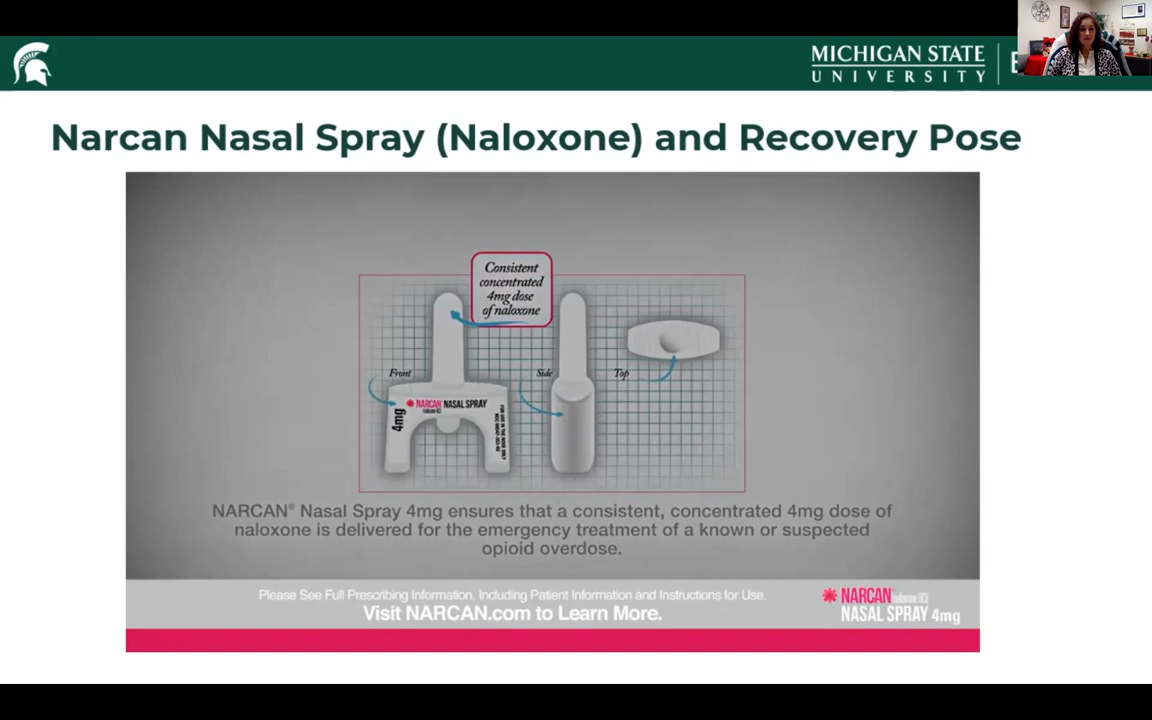 MICHIGAN STATE
UNIVERSITY
Narcan Nasal Spray (Naloxone) and Recovery Pose
Consistent
concentrated
4mg dose
of naloxone
Front
Side
Top
NARCAN NASAL SPRAY
4mg
NARCAN® Nasal Spray 4mg ensures that a consistent, concentrated 4mg dose of
naloxone is delivered for the emergency treatment of a known or suspected
opioid overdose.
Please See Full Prescribing Information, Including Patient Information and Instructions for Use.
Visit NARCAN.com to Learn More.
NARCAN
NASAL SPRAY 4mg